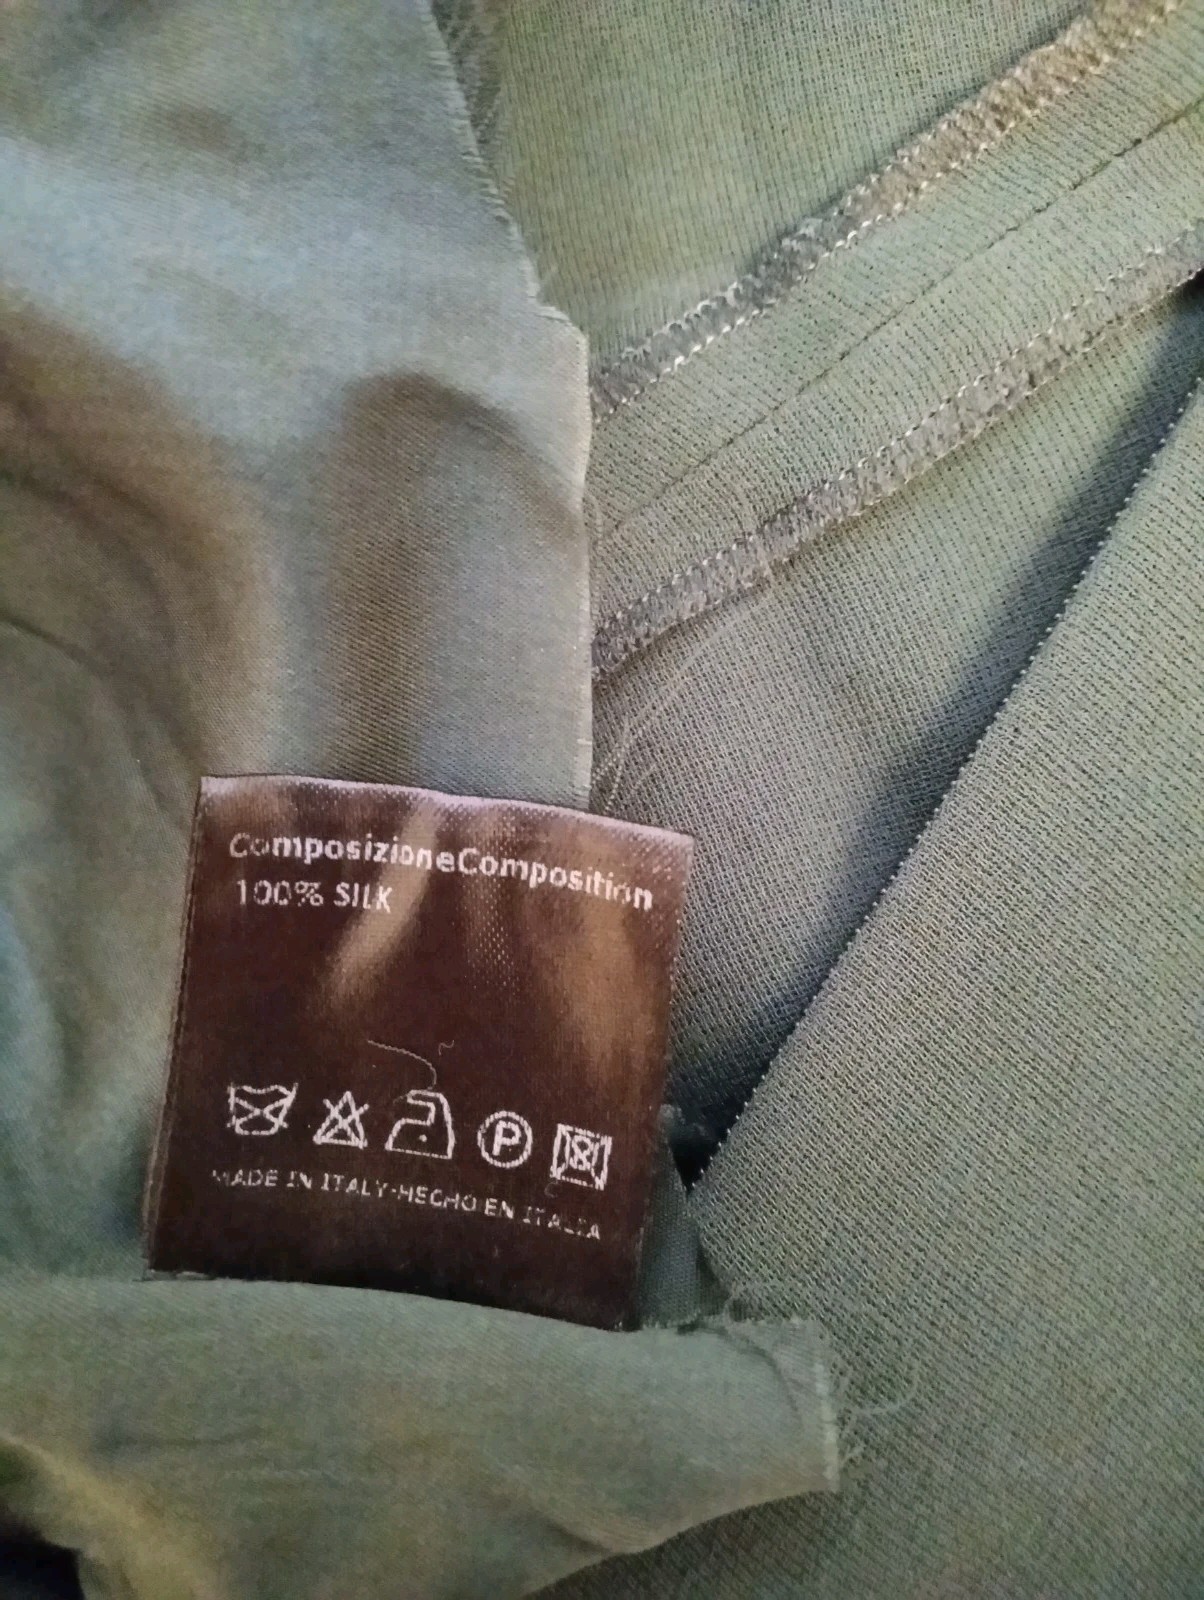 ComposizioneComposition
100% SILK
P
MADE IN ITALY-HECHO EN ITALIA